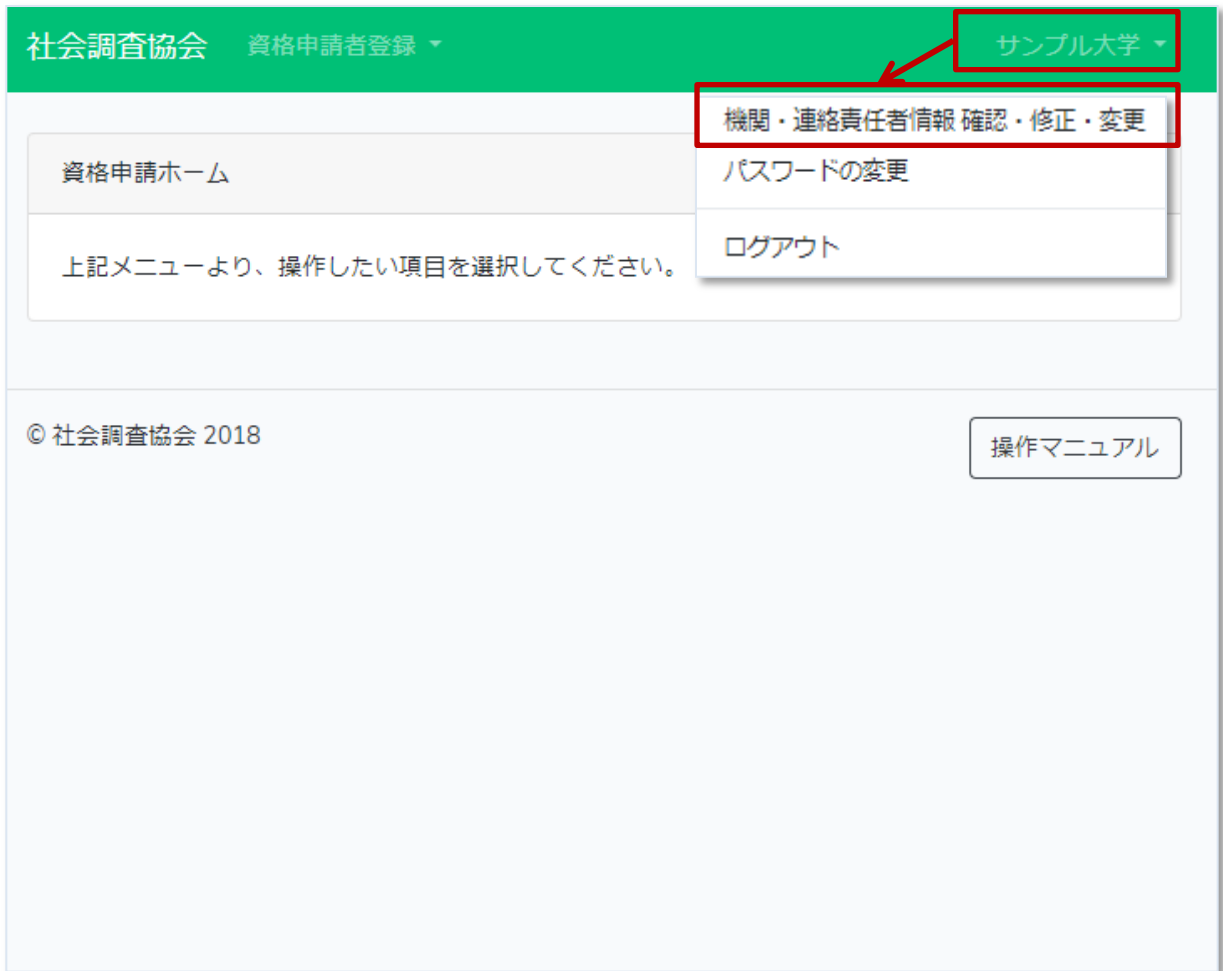 社会調査協会 資格申請者登録 サンプル大学
機関・連絡責任者情報 確認・修正・変更
資格申請ホーム
パスワードの変更
ログアウト
上記メニューより、操作したい項目を選択してください。
© 社会調査協会 2018
操作マニュアル